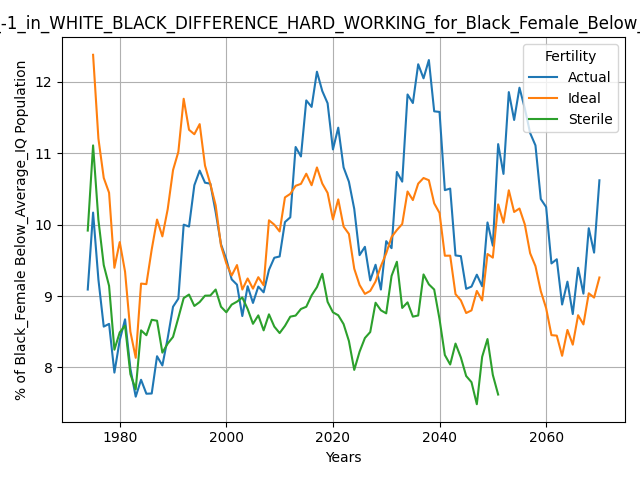 -1_in_WHITE_BLACK_DIFFERENCE_HARD_WORKING_for_Black_Female_Below_
Fertility
Actual
Ideal
Sterile
% of Black_Female Below_Average_IQ Population
12
11
10
9
8
1980
2000
2020
2040
2060
Years